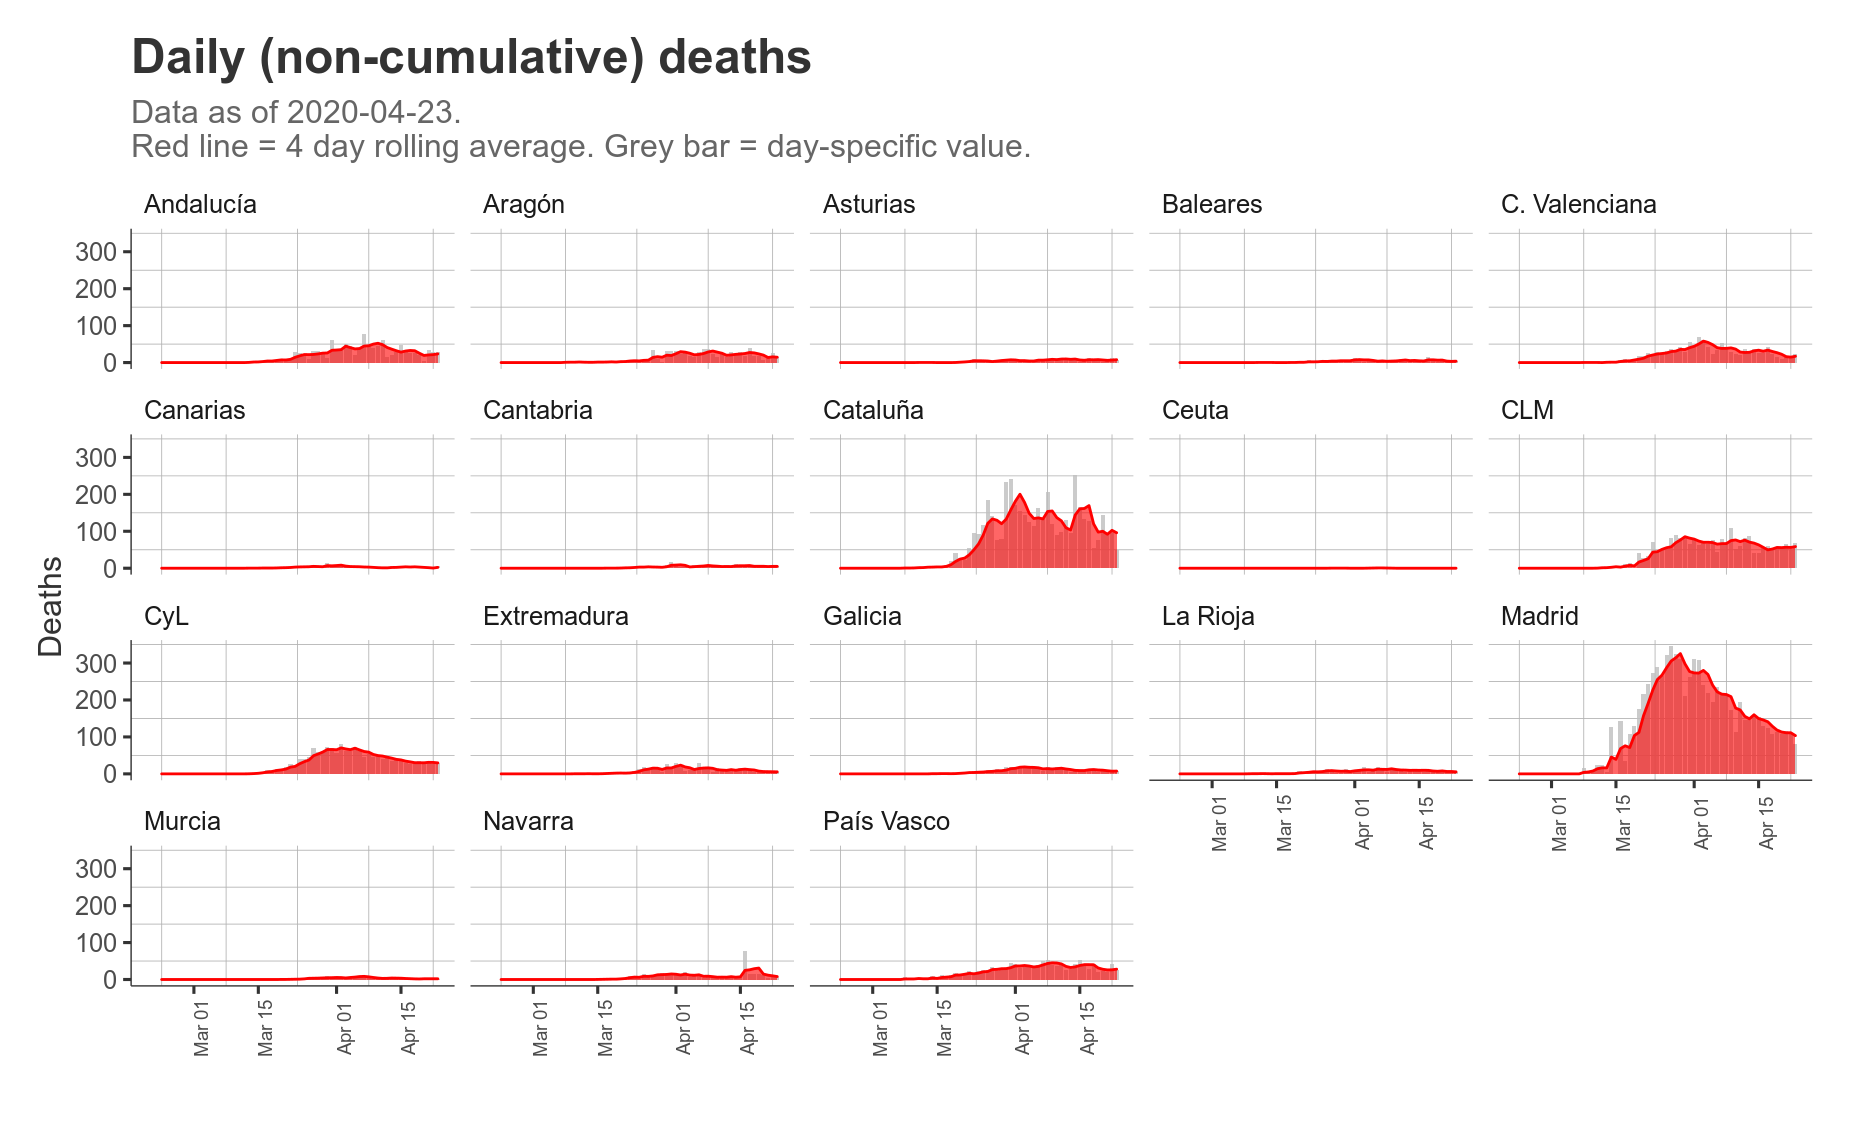 Daily (non-cumulative) deaths
Data as of 2020-04-23.
Red line = 4 day rolling average. Grey bar = day-specific value.
Andalucía Aragón Asturias Baleares C. Valenciana
300
200
100
0
Canarias Cantabria Cataluña Ceuta CLM
300
200
100
0
Deaths
CyL Extremadura Galicia La Rioja Madrid
300
200
100
0
Mar 01 Mar 15 Apr 01 Apr 15 Mar 01 Mar 15 Apr 01 Apr 15
Murcia Navarra País Vasco
300
200
100
0
Mar 01 Mar 15 Apr 01 Apr 15 Mar 01 Mar 15 Apr 01 Apr 15 Mar 01 Mar 15 Apr 01 Apr 15